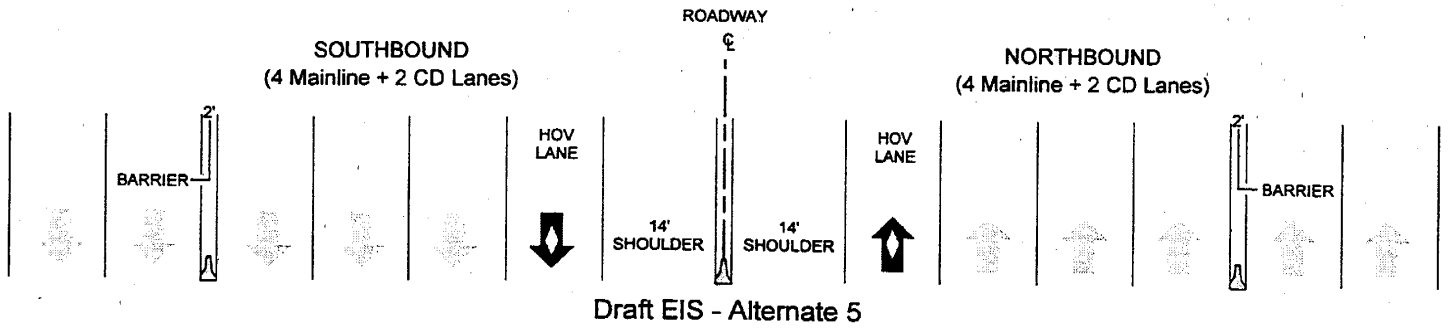 ROADWAY
℄
SOUTHBOUND
(4 Mainline + 2 CD Lanes)
NORTHBOUND
(4 Mainline + 2 CD Lanes)
2'
BARRIER
HOV
LANE
14'
SHOULDER
14'
SHOULDER
HOV
LANE
2'
BARRIER
Draft EIS - Alternate 5